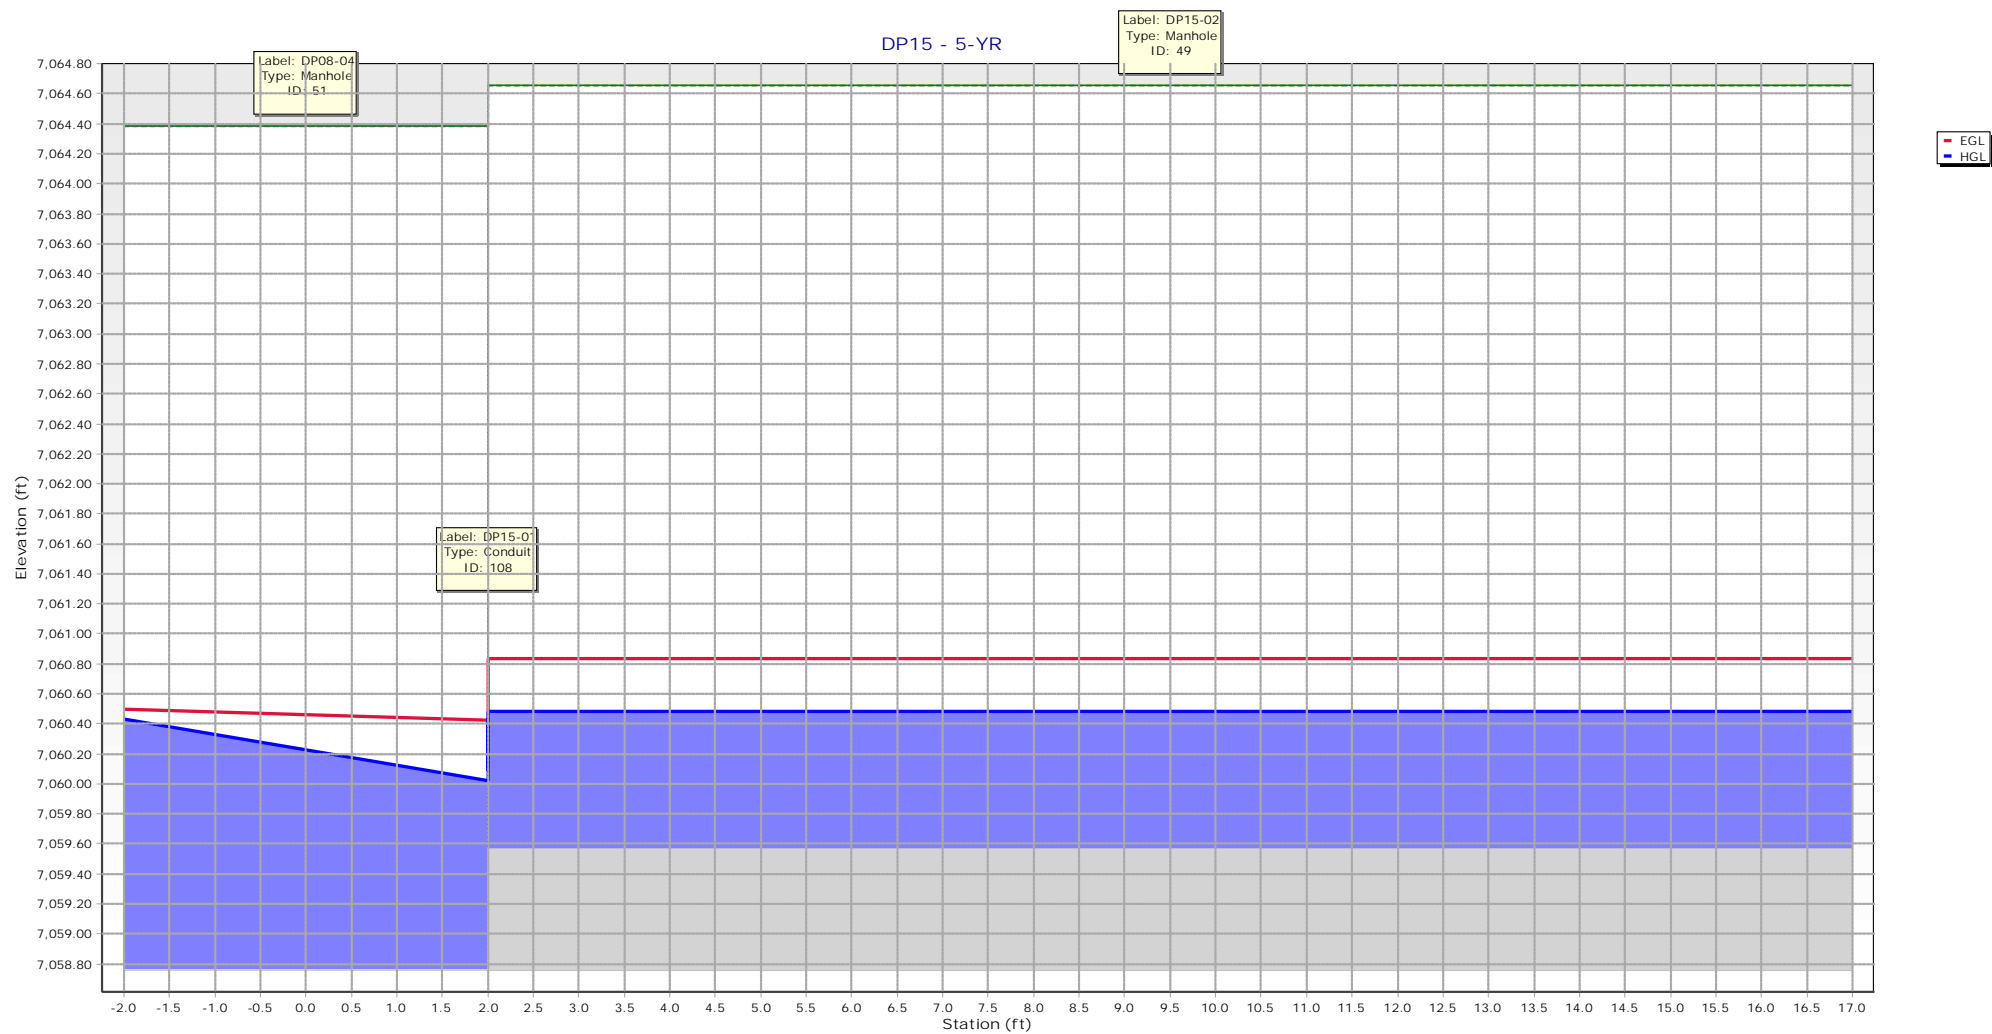 DP15 - 5-YR
Label: DP08-04
Type: Manhole
ID: 51
Label: DP15-02
Type: Manhole
ID: 49
Label: DP15-01
Type: Conduit
ID: 108
EGL
HGL
Elevation (ft)
7,064.80
7,064.60
7,064.40
7,064.20
7,064.00
7,063.80
7,063.60
7,063.40
7,063.20
7,063.00
7,062.80
7,062.60
7,062.40
7,062.20
7,062.00
7,061.80
7,061.60
7,061.40
7,061.20
7,061.00
7,060.80
7,060.60
7,060.40
7,060.20
7,060.00
7,059.80
7,059.60
7,059.40
7,059.20
7,059.00
7,058.80
-2.0 -1.5 -1.0 -0.5 0.0 0.5 1.0 1.5 2.0 2.5 3.0 3.5 4.0 4.5 5.0 5.5 6.0 6.5 7.0 7.5 8.0 8.5 9.0 9.5 10.0 10.5 11.0 11.5 12.0 12.5 13.0 13.5 14.0 14.5 15.0 15.5 16.0 16.5 17.0
Station (ft)